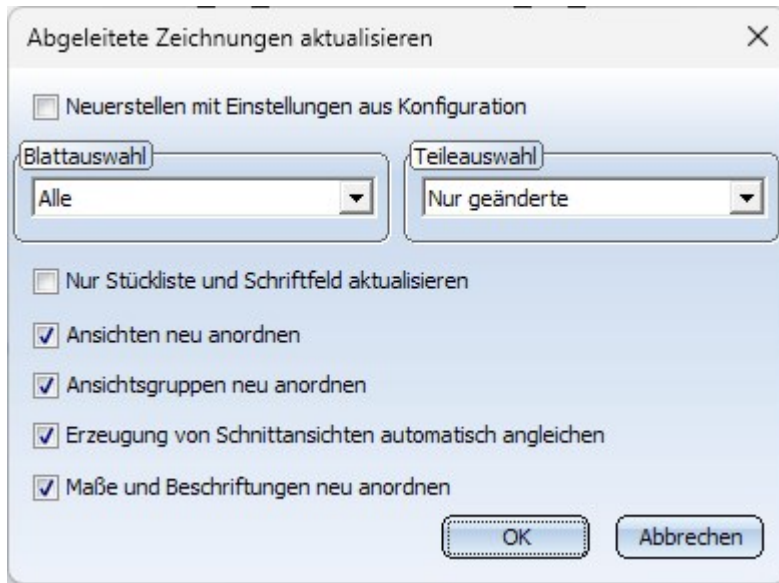 Abgeleitete Zeichnungen aktualisieren
Neuerstellen mit Einstellungen aus Konfiguration
Blattauswahl
Teileauswahl
Alle
Nur geänderte
Nur Stückliste und Schriftfeld aktualisieren
Ansichten neu anordnen
Ansichtsgruppen neu anordnen
Erzeugung von Schnittansichten automatisch angleichen
Maße und Beschriftungen neu anordnen
OK
Abbrechen